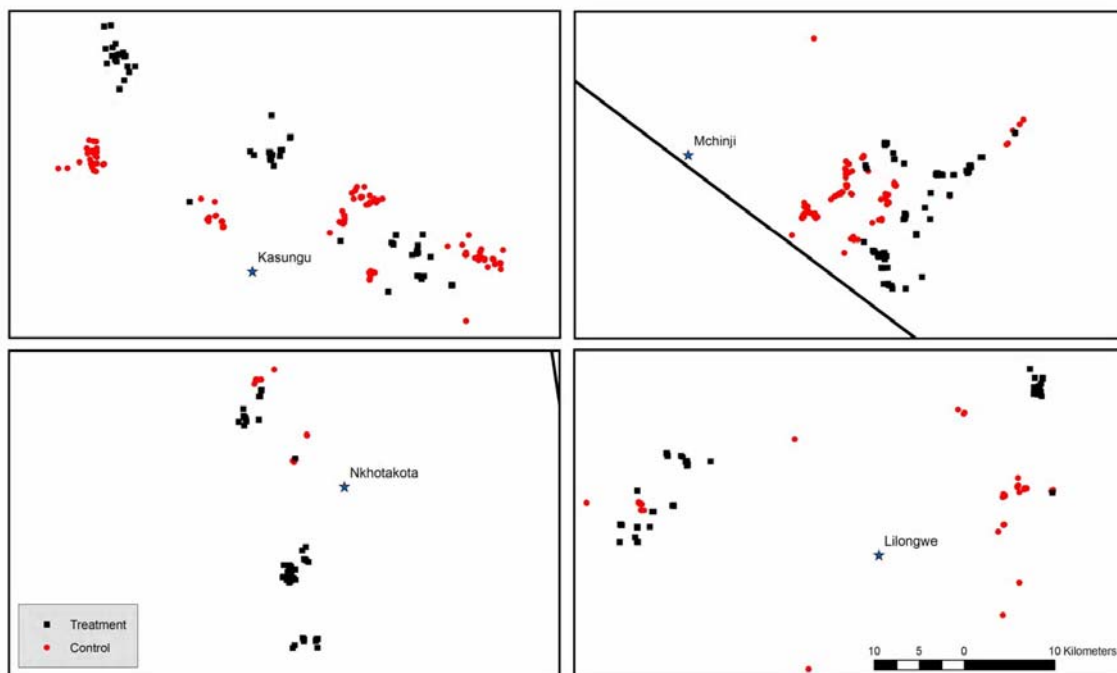 Kasungu
Mchinji
Nkhotakota
Treatment
Control
Lilongwe
10 5 0 10 Kilometers